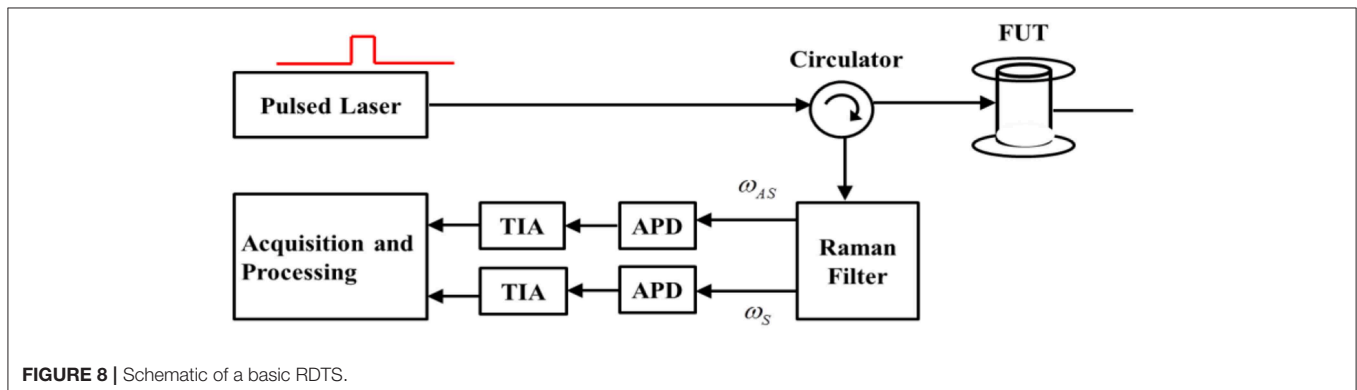 FUT
Circulator
Pulsed Laser
ω_AS
TIA
APD
Acquisition and
Processing
Raman
Filter
TIA
APD
ω_S
FIGURE 8 | Schematic of a basic RDTS.